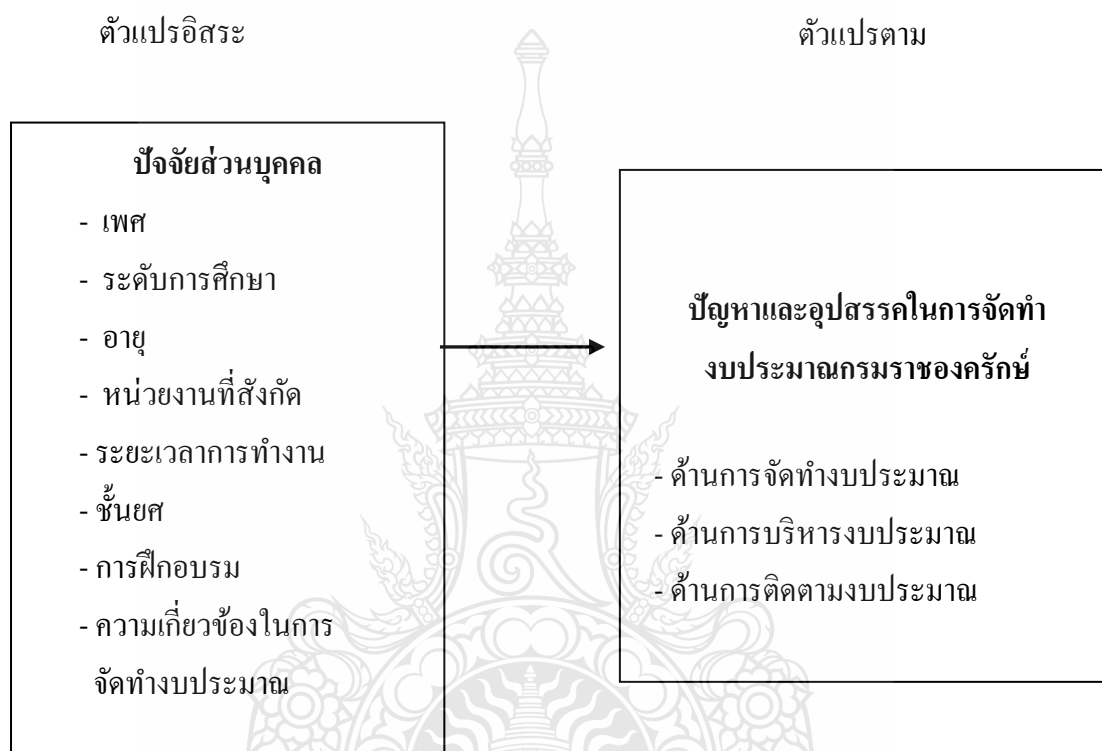 ตัวแปรอิสระ
ตัวแปรตาม
ปัจจัยส่วนบุคคล
- เพศ
- ระดับการศึกษา
- อายุ
- หน่วยงานที่สังกัด
- ระยะเวลาการทำงาน
- ชั้นยศ
- การฝึกอบรม
- ความเกี่ยวข้องในการ
จัดทำงบประมาณ
ปัญหาและอุปสรรคในการจัดทำ
งบประมาณกรมราชองครักษ์
- ด้านการจัดทำงบประมาณ
- ด้านการบริหารงบประมาณ
- ด้านการติดตามงบประมาณ